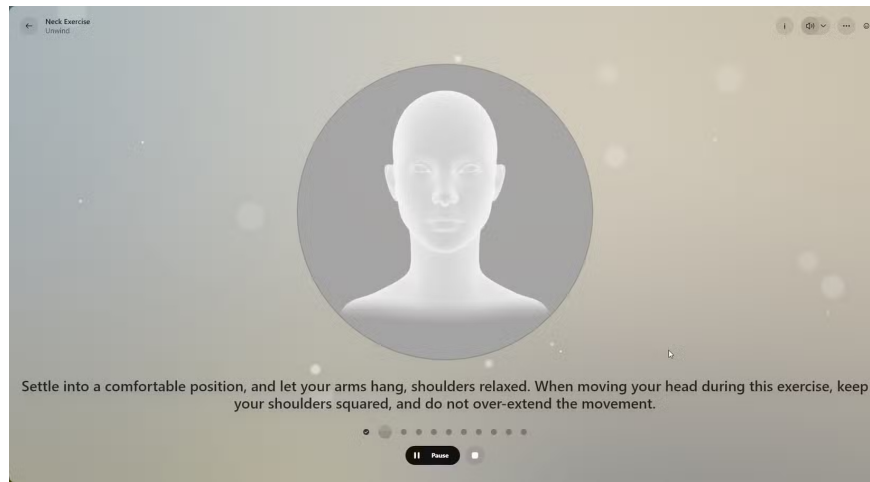 Neck Exercise
Unwind
Settle into a comfortable position, and let your arms hang, shoulders relaxed. When moving your head during this exercise, keep
your shoulders squared, and do not over-extend the movement.
Pause